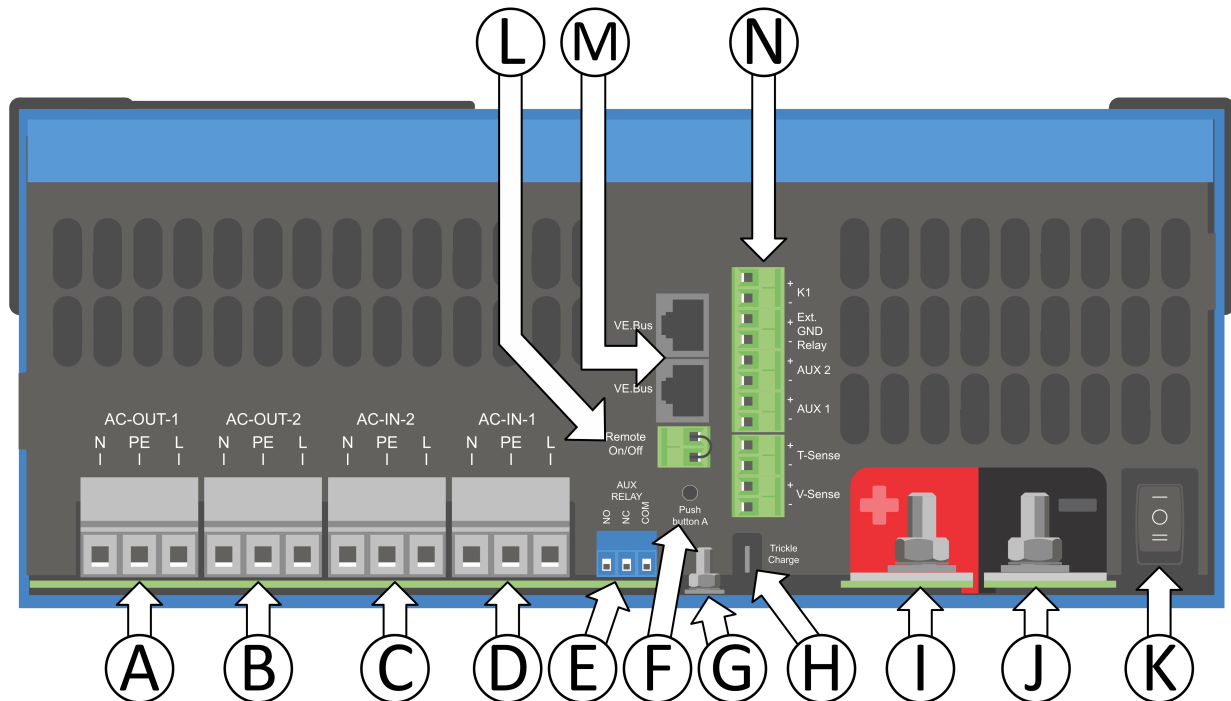 L M N
K1
+
-
Ext.
GND
Relay
+
-
AUX 2
+
-
AUX 1
+
-
T-Sense
+
-
V-Sense
+
-
VE.Bus
VE.Bus
Remote
On/Off
AC-OUT-1 AC-OUT-2 AC-IN-2 AC-IN-1
N PE L N PE L N PE L N PE L
AUX
RELAY
NO NC COM
Push
button A
Trickle
Charge
A B C D E F G H I J K